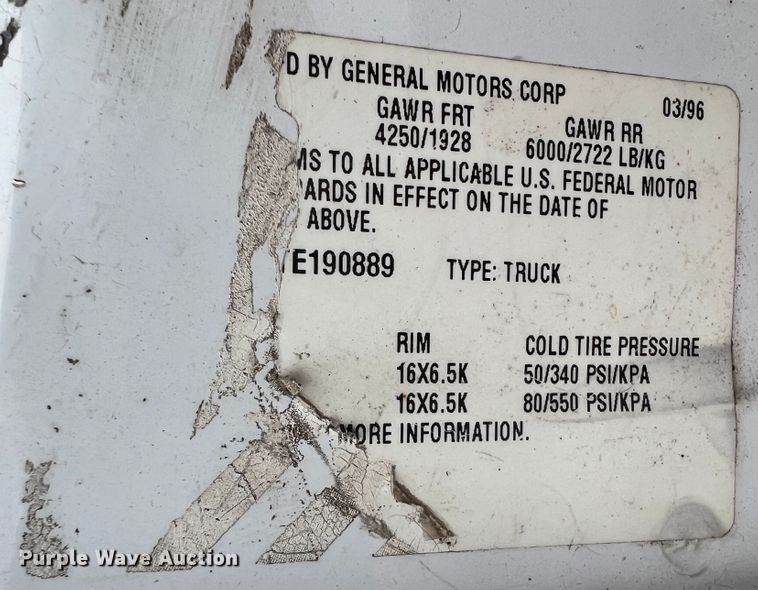 D BY GENERAL MOTORS CORP 03/96
GAWR FRT GAWR RR
4250/1928 6000/2722 LB/KG
MS TO ALL APPLICABLE U.S. FEDERAL MOTOR
ARDS IN EFFECT ON THE DATE OF
ABOVE.
E190889 TYPE: TRUCK
RIM COLD TIRE PRESSURE
16X6.5K 50/340 PSI/KPA
16X6.5K 80/550 PSI/KPA
MORE INFORMATION.
Purple Wave Auction